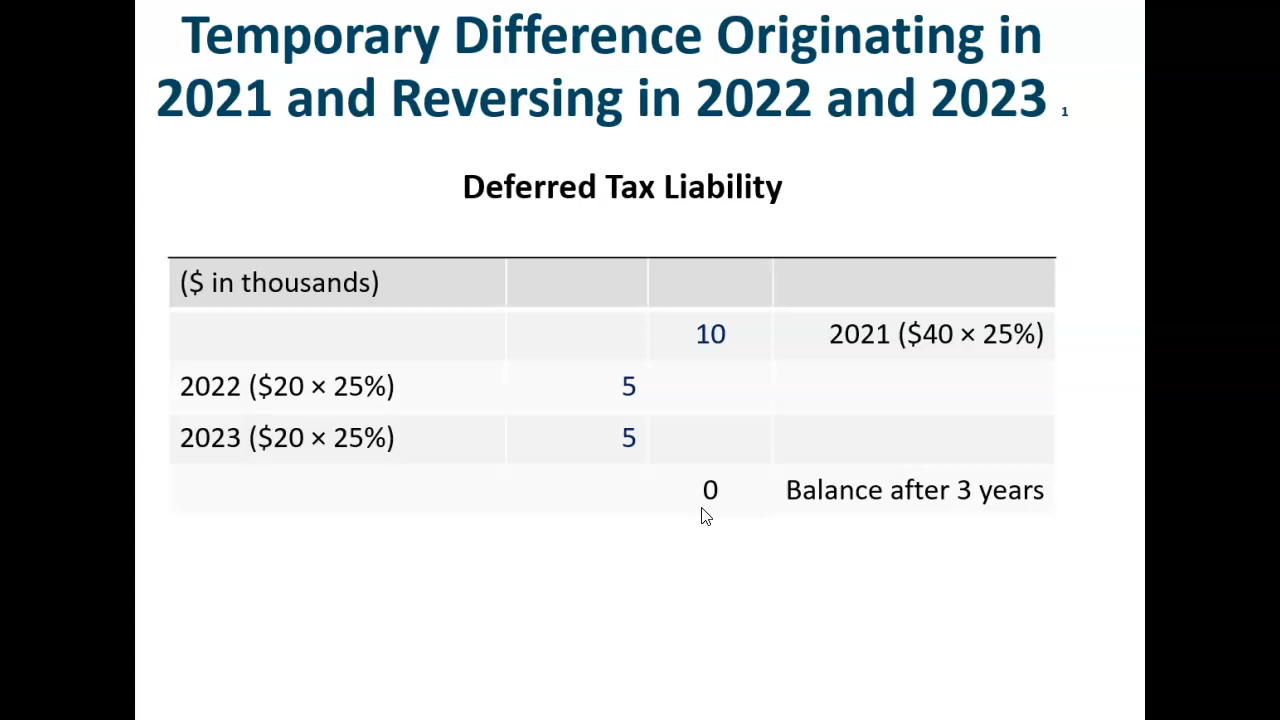 Temporary Difference Originating in
2021 and Reversing in 2022 and 2023 1
Deferred Tax Liability
($ in thousands)
10 2021 ($40 × 25%)
2022 ($20 × 25%) 5
2023 ($20 × 25%) 5
0 Balance after 3 years